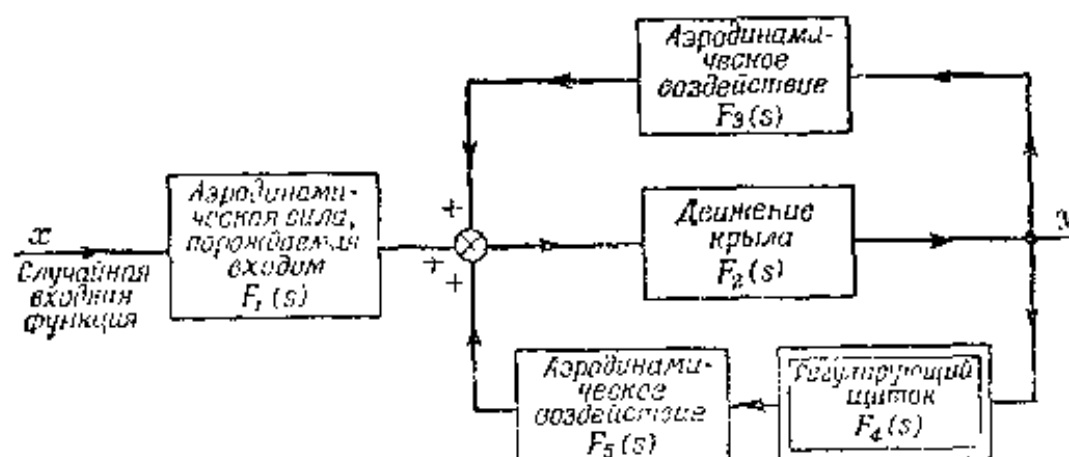 Аэродинами-
ческое
воздействие
F₃(s)
Аэродинами-
ческая сила,
порождаемая
входом
F₁(s)
x
Случайная
входная
функция
+
+
+
Движение
крыла
F₂(s)
y
Аэродинами-
ческое
воздействие
F₅(s)
Регулирующий
щиток
F₄(s)